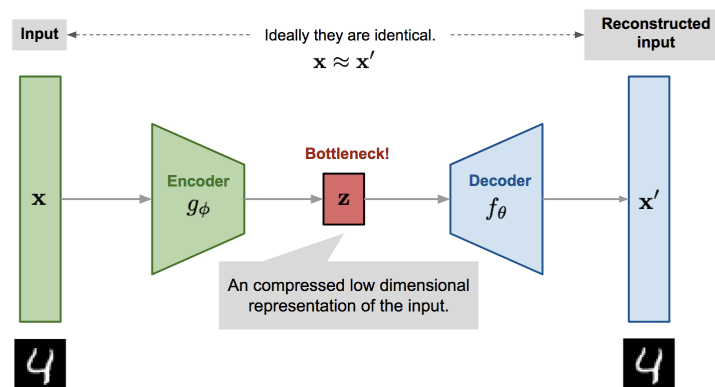 Input
Ideally they are identical.
x ≈ x′
Reconstructed
input
Bottleneck!
x
Encoder
gϕ
z
Decoder
fθ
x′
An compressed low dimensional
representation of the input.
4
4